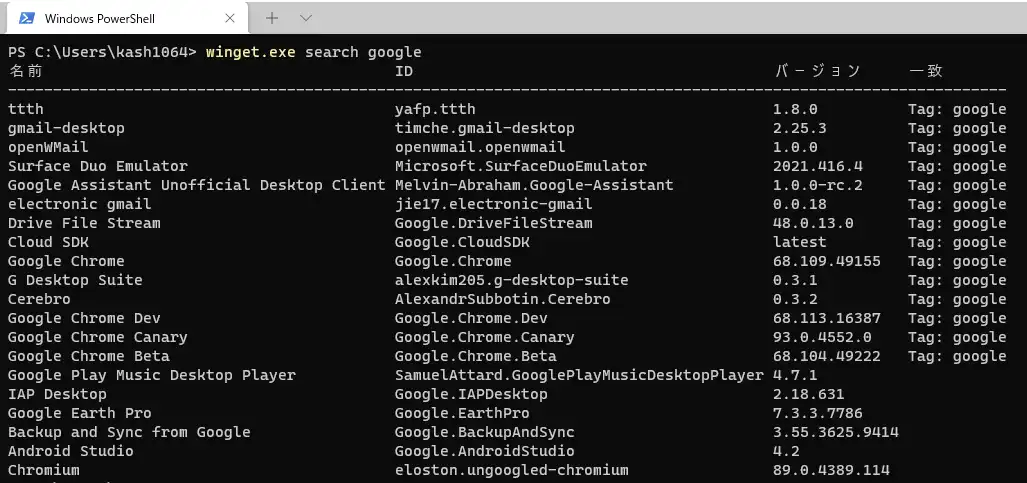 Windows PowerShell
PS C:\Users\kash1064> winget.exe search google
名前 ID バージョン 一致
---------------------------------------------------------------------------------------------------------------
ttth yafp.ttth 1.8.0 Tag: google
gmail-desktop timche.gmail-desktop 2.25.3 Tag: google
openWMail openwmail.openwmail 1.0.0 Tag: google
Surface Duo Emulator Microsoft.SurfaceDuoEmulator 2021.416.4 Tag: google
Google Assistant Unofficial Desktop Client Melvin-Abraham.Google-Assistant 1.0.0-rc.2 Tag: google
electronic gmail jie17.electronic-gmail 0.0.18 Tag: google
Drive File Stream Google.DriveFileStream 48.0.13.0 Tag: google
Cloud SDK Google.CloudSDK latest Tag: google
Google Chrome Google.Chrome 68.109.49155 Tag: google
G Desktop Suite alexkim205.g-desktop-suite 0.3.1 Tag: google
Cerebro AlexandrSubbotin.Cerebro 0.3.2 Tag: google
Google Chrome Dev Google.Chrome.Dev 68.113.16387 Tag: google
Google Chrome Canary Google.Chrome.Canary 93.0.4552.0 Tag: google
Google Chrome Beta Google.Chrome.Beta 68.104.49222 Tag: google
Google Play Music Desktop Player SamuelAttard.GooglePlayMusicDesktopPlayer 4.7.1
IAP Desktop Google.IAPDesktop 2.18.631
Google Earth Pro Google.EarthPro 7.3.3.7786
Backup and Sync from Google Google.BackupAndSync 3.55.3625.9414
Android Studio Google.AndroidStudio 4.2
Chromium eloston.ungoogled-chromium 89.0.4389.114